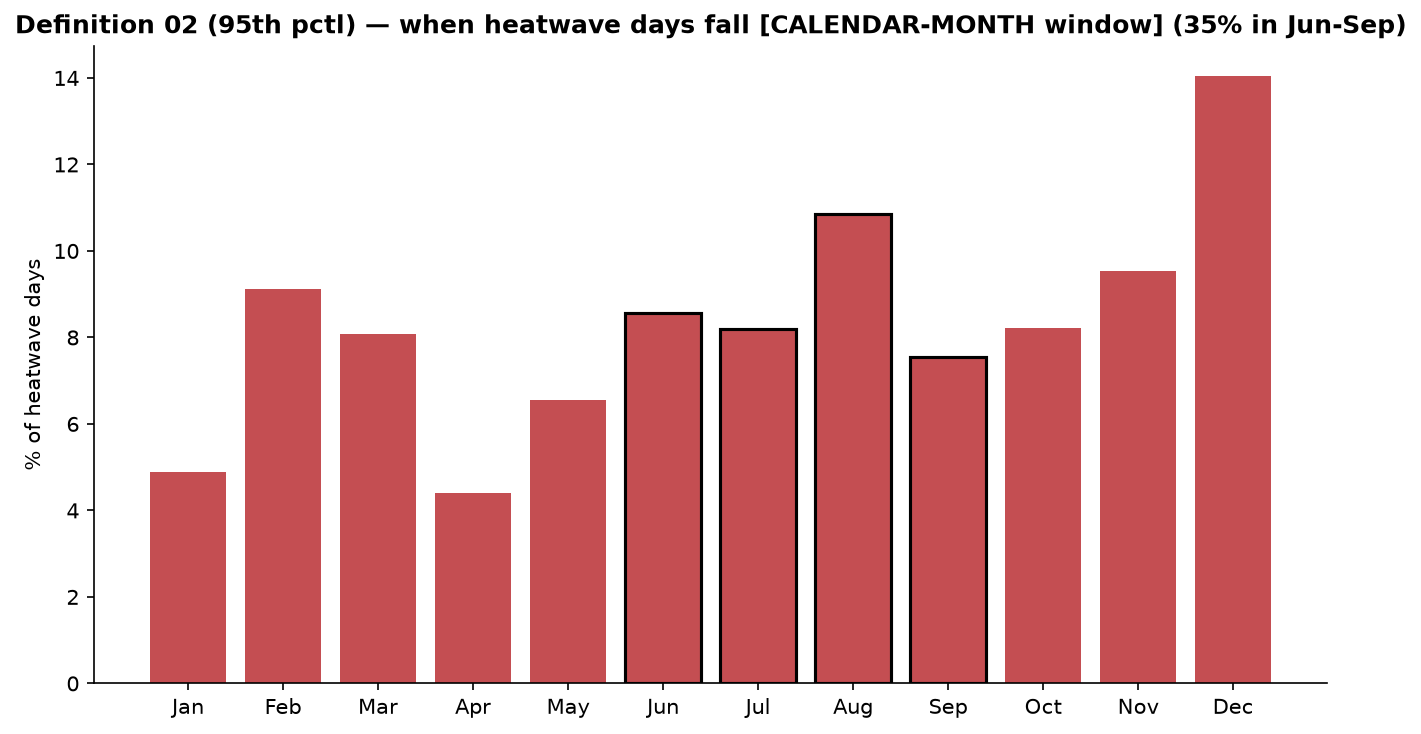 Definition 02 (95th pctl) — when heatwave days fall [CALENDAR-MONTH window] (35% in Jun-Sep)
14
12
10
8
6
4
2
0
% of heatwave days
Jan Feb Mar Apr May Jun Jul Aug Sep Oct Nov Dec